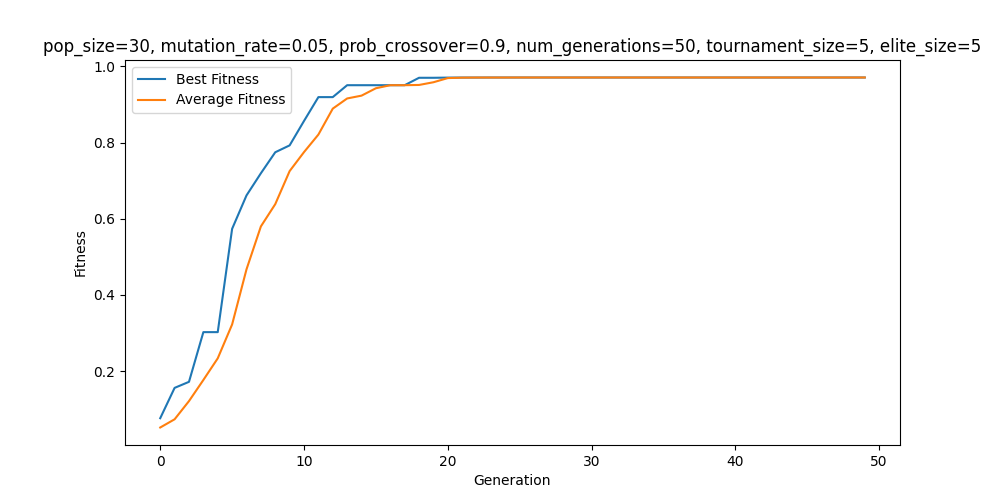 pop_size=30, mutation_rate=0.05, prob_crossover=0.9, num_generations=50, tournament_size=5, elite_size=5
Best Fitness
Average Fitness
1.0
0.8
0.6
0.4
0.2
Fitness
0 10 20 30 40 50
Generation